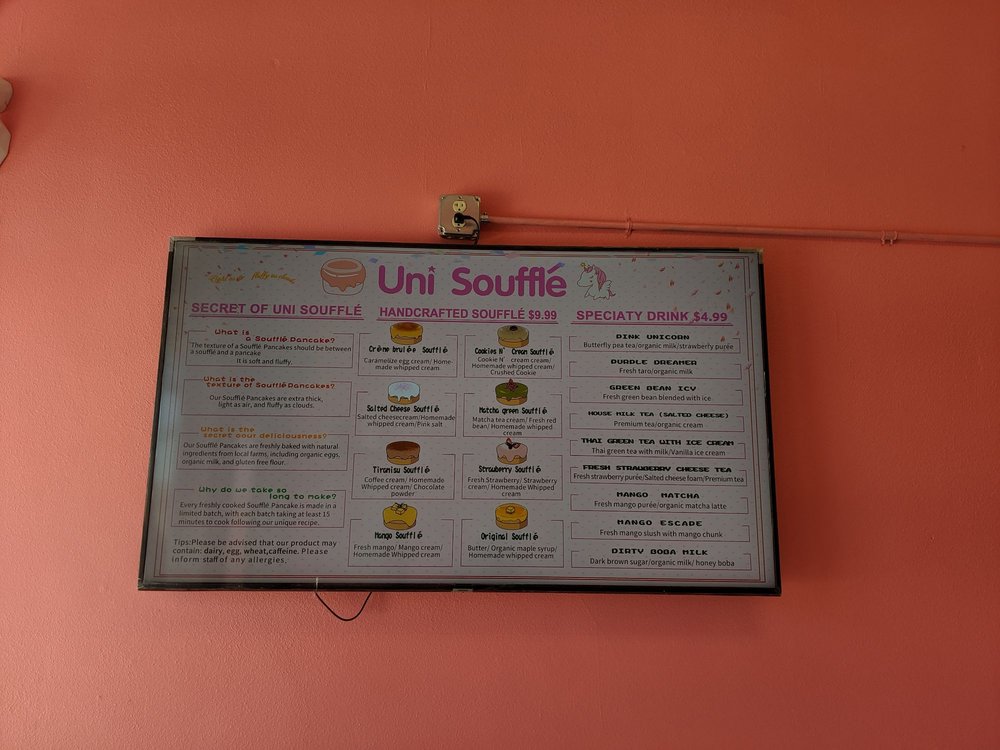 Light as air fluffy as cloud
Uni Soufflé
SECRET OF UNI SOUFFLÉ
What is
a Soufflé Pancake?
The texture of a Soufflé Pancakes should be between
a soufflé and a pancake
It is soft and fluffy.
What is the
texture of Soufflé Pancakes?
Our Soufflé Pancakes are extra thick,
light as air, and fluffy as clouds.
What is the
secret our deliciousness?
Our Soufflé Pancakes are freshly baked with natural
ingredients from local farms, including organic eggs,
organic milk, and gluten free flour.
Why do we take so
long to make?
Every freshly cooked Soufflé Pancake is made in a
limited batch, with each batch taking at least 15
minutes to cook following our unique recipe.
Tips:Please be advised that our product may
contain: dairy, egg, wheat,caffeine. Please
inform staff of any allergies.
HANDCRAFTED SOUFFLÉ $9.99
Crème brulée Soufflé
Caramelize egg cream/ Home-
made whipped cream
Cookies N' Cream Soufflé
Cookie N' cream cream/
Homemade whipped cream/
Crushed Cookie
Salted Cheese Soufflé
Salted cheesecream/Homemade
whipped cream/Pink salt
Matcha green Soufflé
Matcha tea cream/ Fresh red
bean/ Homemade whipped
cream
Tiramisu Soufflé
Coffee cream/ Homemade
Whipped cream/ Chocolate
powder
Strawberry Soufflé
Fresh Strawberry/ Strawberry
cream/ Homemade Whipped
cream
Mango Soufflé
Fresh mango/ Mango cream/
Homemade Whipped cream
Original Soufflé
Butter/ Organic maple syrup/
Homemade whipped cream
SPECIATY DRINK $4.99
PINK UNICORN
Butterfly pea tea/organic milk/strawberry purée
PURPLE DREAMER
Fresh taro/organic milk
GREEN BEAN ICY
Fresh green bean blended with ice
HOUSE MILK TEA (SALTED CHEESE)
Premium tea/organic cream
THAI GREEN TEA WITH ICE CREAM
Thai green tea with milk/Vanilla ice cream
FRESH STRAWBERRY CHEESE TEA
Fresh strawberry purée/Salted cheese foam/Premium tea
MANGO MATCHA
Fresh mango purée/organic matcha latte
MANGO ESCADE
Fresh mango slush with mango chunk
DIRTY BOBA MILK
Dark brown sugar/organic milk/ honey boba